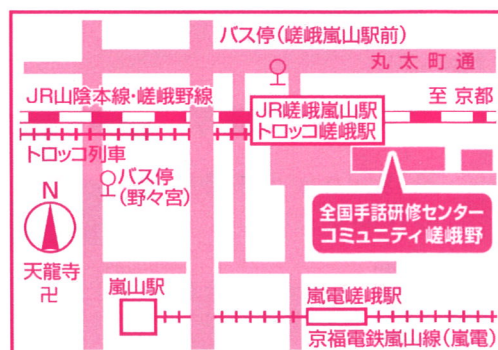 バス停(嵯峨嵐山駅前)
丸太町通
JR山陰本線・嵯峨野線
至 京都
JR嵯峨嵐山駅
トロッコ嵯峨駅
トロッコ列車
バス停
(野々宮)
N
全国手話研修センター
コミュニティ嵯峨野
天龍寺
卍
嵐山駅
嵐電嵯峨駅
京福電鉄嵐山線(嵐電)